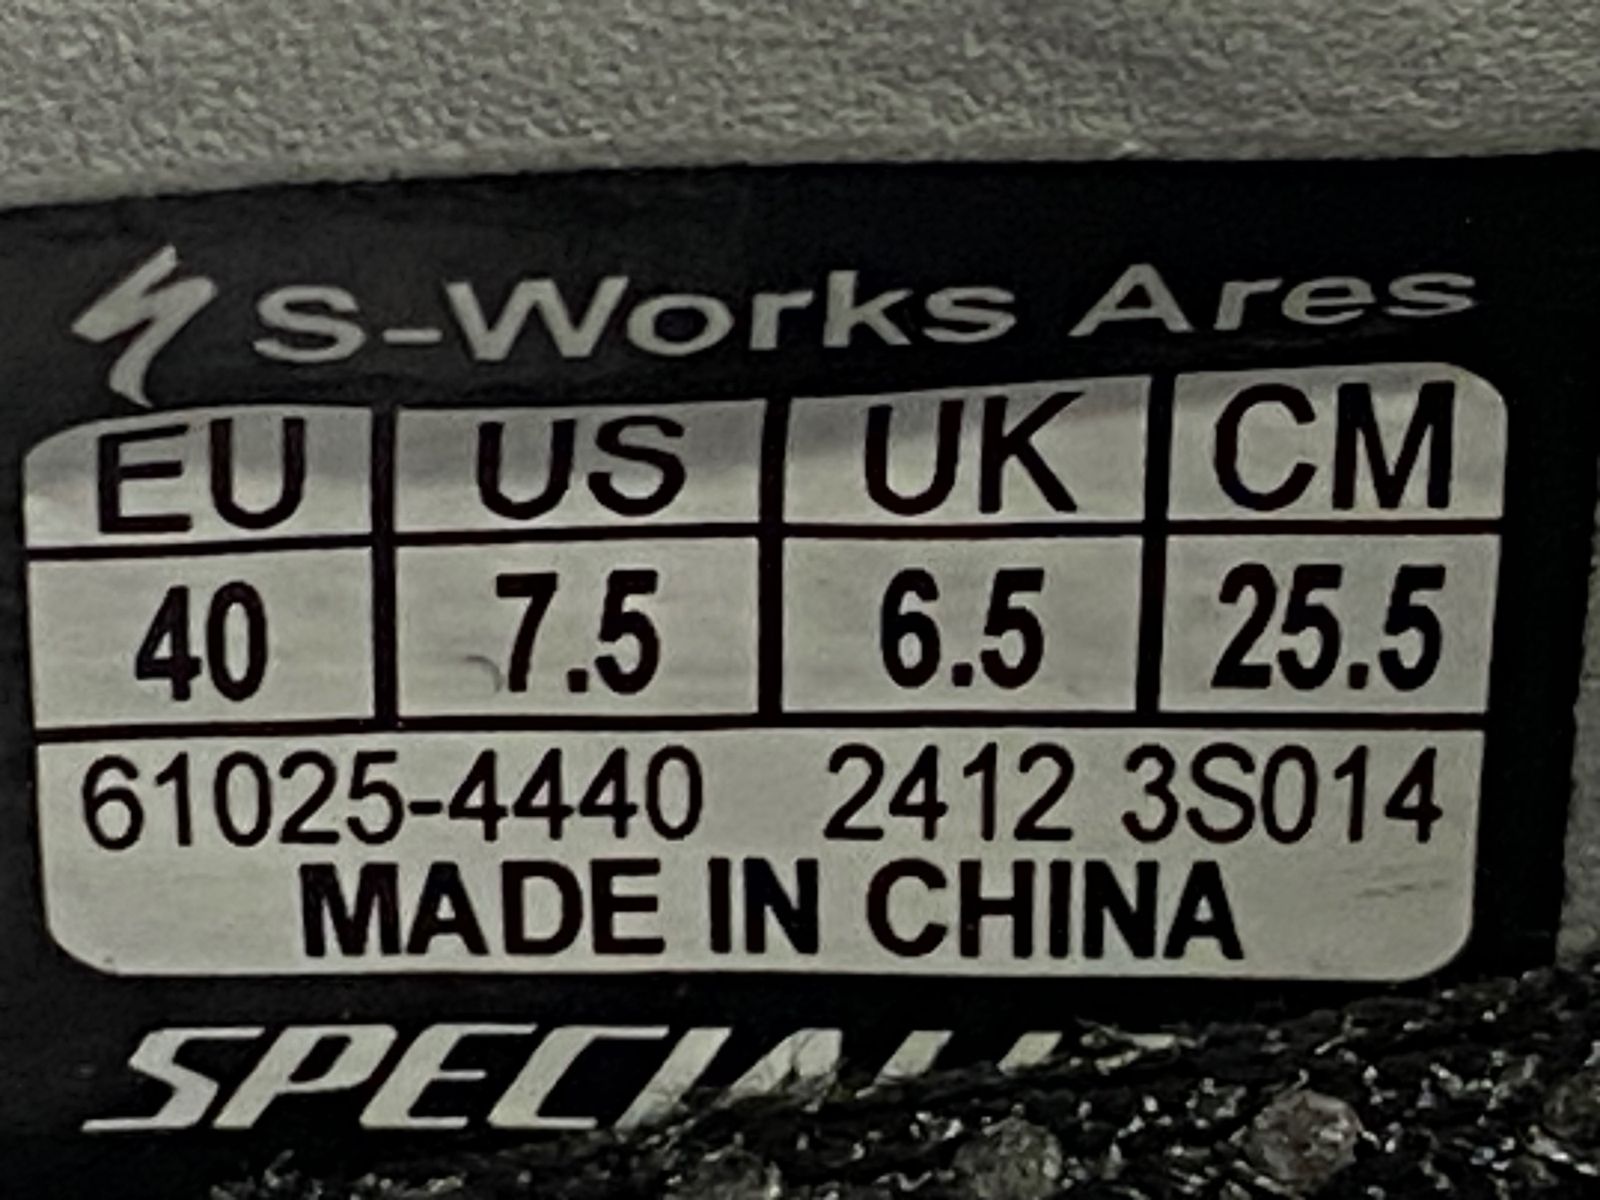 S-Works Ares
EU US UK CM
40 7.5 6.5 25.5
61025-4440 2412 3S014
MADE IN CHINA